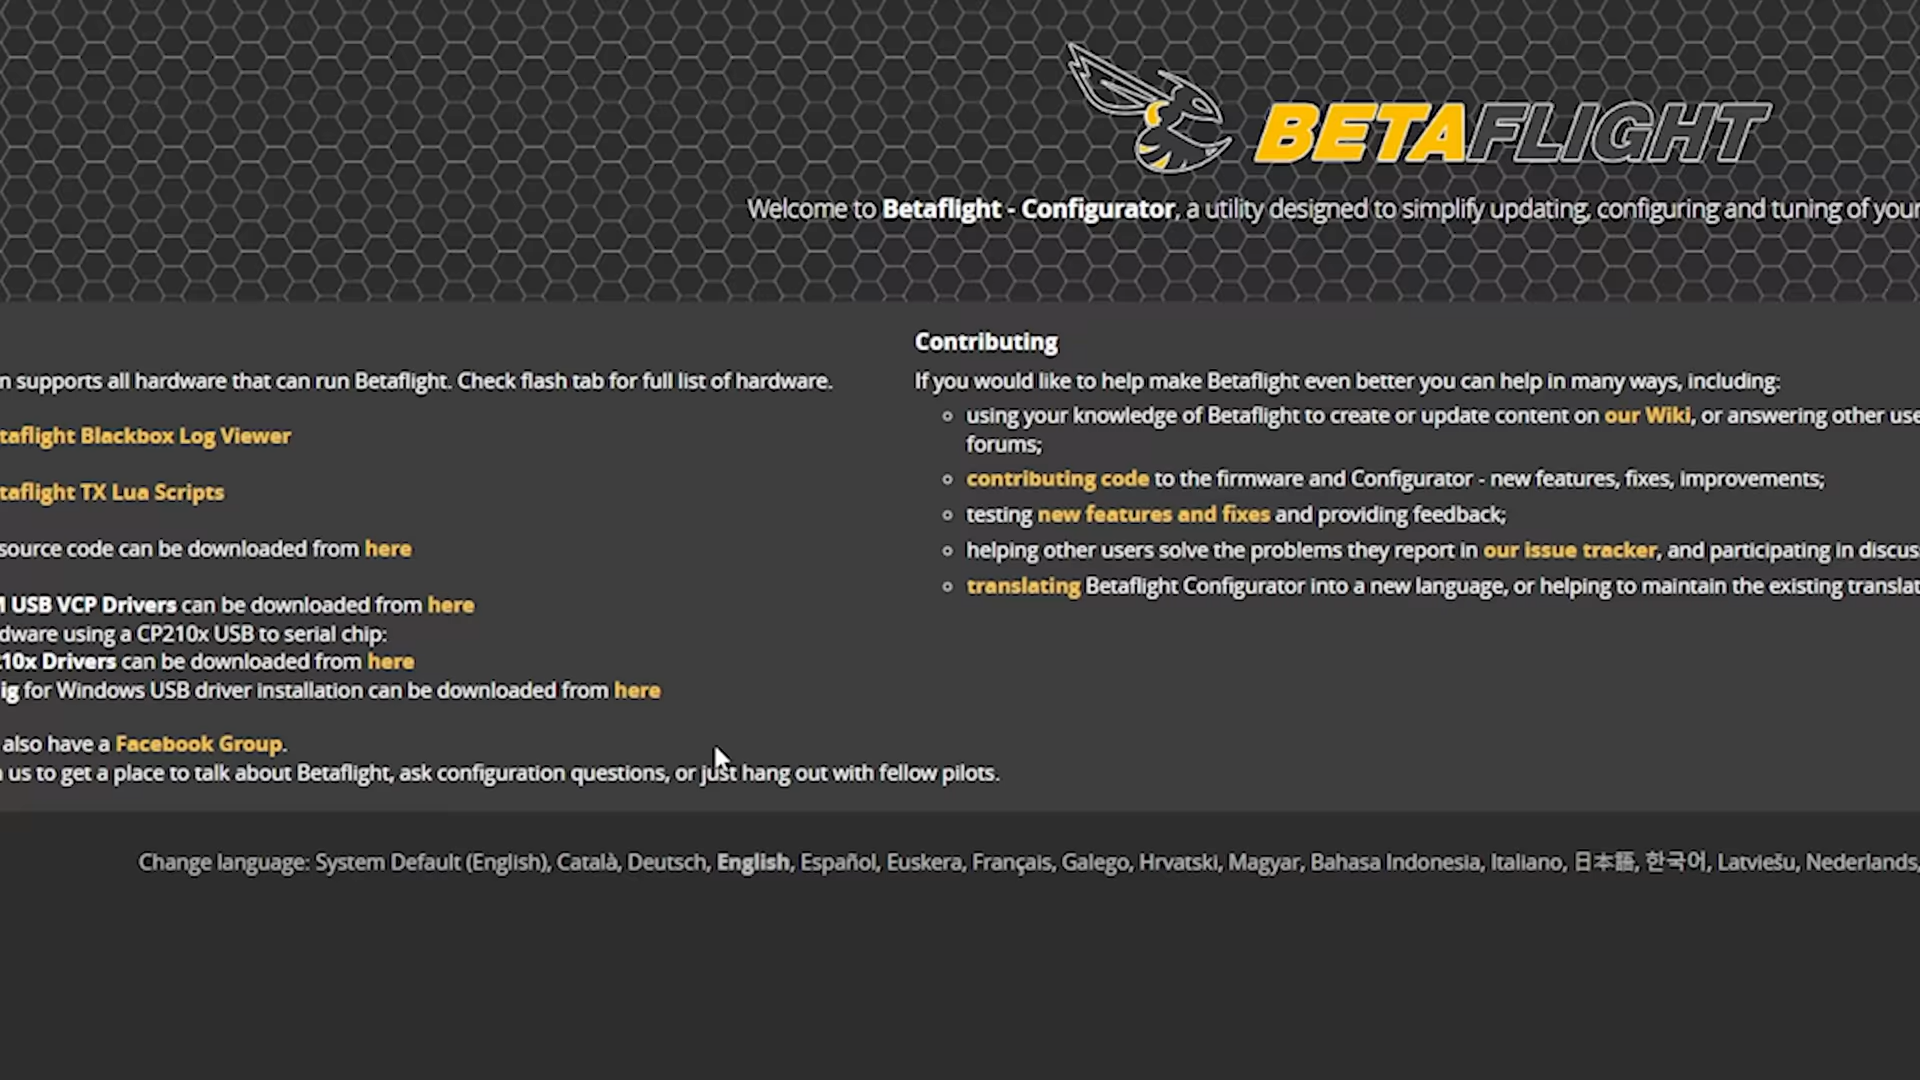 BETAFLIGHT
Welcome to Betaflight - Configurator, a utility designed to simplify updating, configuring and tuning of your
supports all hardware that can run Betaflight. Check flash tab for full list of hardware.
taflight Blackbox Log Viewer
taflight TX Lua Scripts
source code can be downloaded from here
USB VCP Drivers can be downloaded from here
dware using a CP210x USB to serial chip:
10x Drivers can be downloaded from here
ig for Windows USB driver installation can be downloaded from here
also have a Facebook Group.
us to get a place to talk about Betaflight, ask configuration questions, or just hang out with fellow pilots.
Contributing
If you would like to help make Betaflight even better you can help in many ways, including:
using your knowledge of Betaflight to create or update content on our Wiki, or answering other use
forums;
contributing code to the firmware and Configurator - new features, fixes, improvements;
testing new features and fixes and providing feedback;
helping other users solve the problems they report in our issue tracker, and participating in discus
translating Betaflight Configurator into a new language, or helping to maintain the existing translat
Change language: System Default (English), Català, Deutsch, English, Español, Euskera, Français, Galego, Hrvatski, Magyar, Bahasa Indonesia, Italiano, 日本語, 한국어, Latviešu, Nederlands,